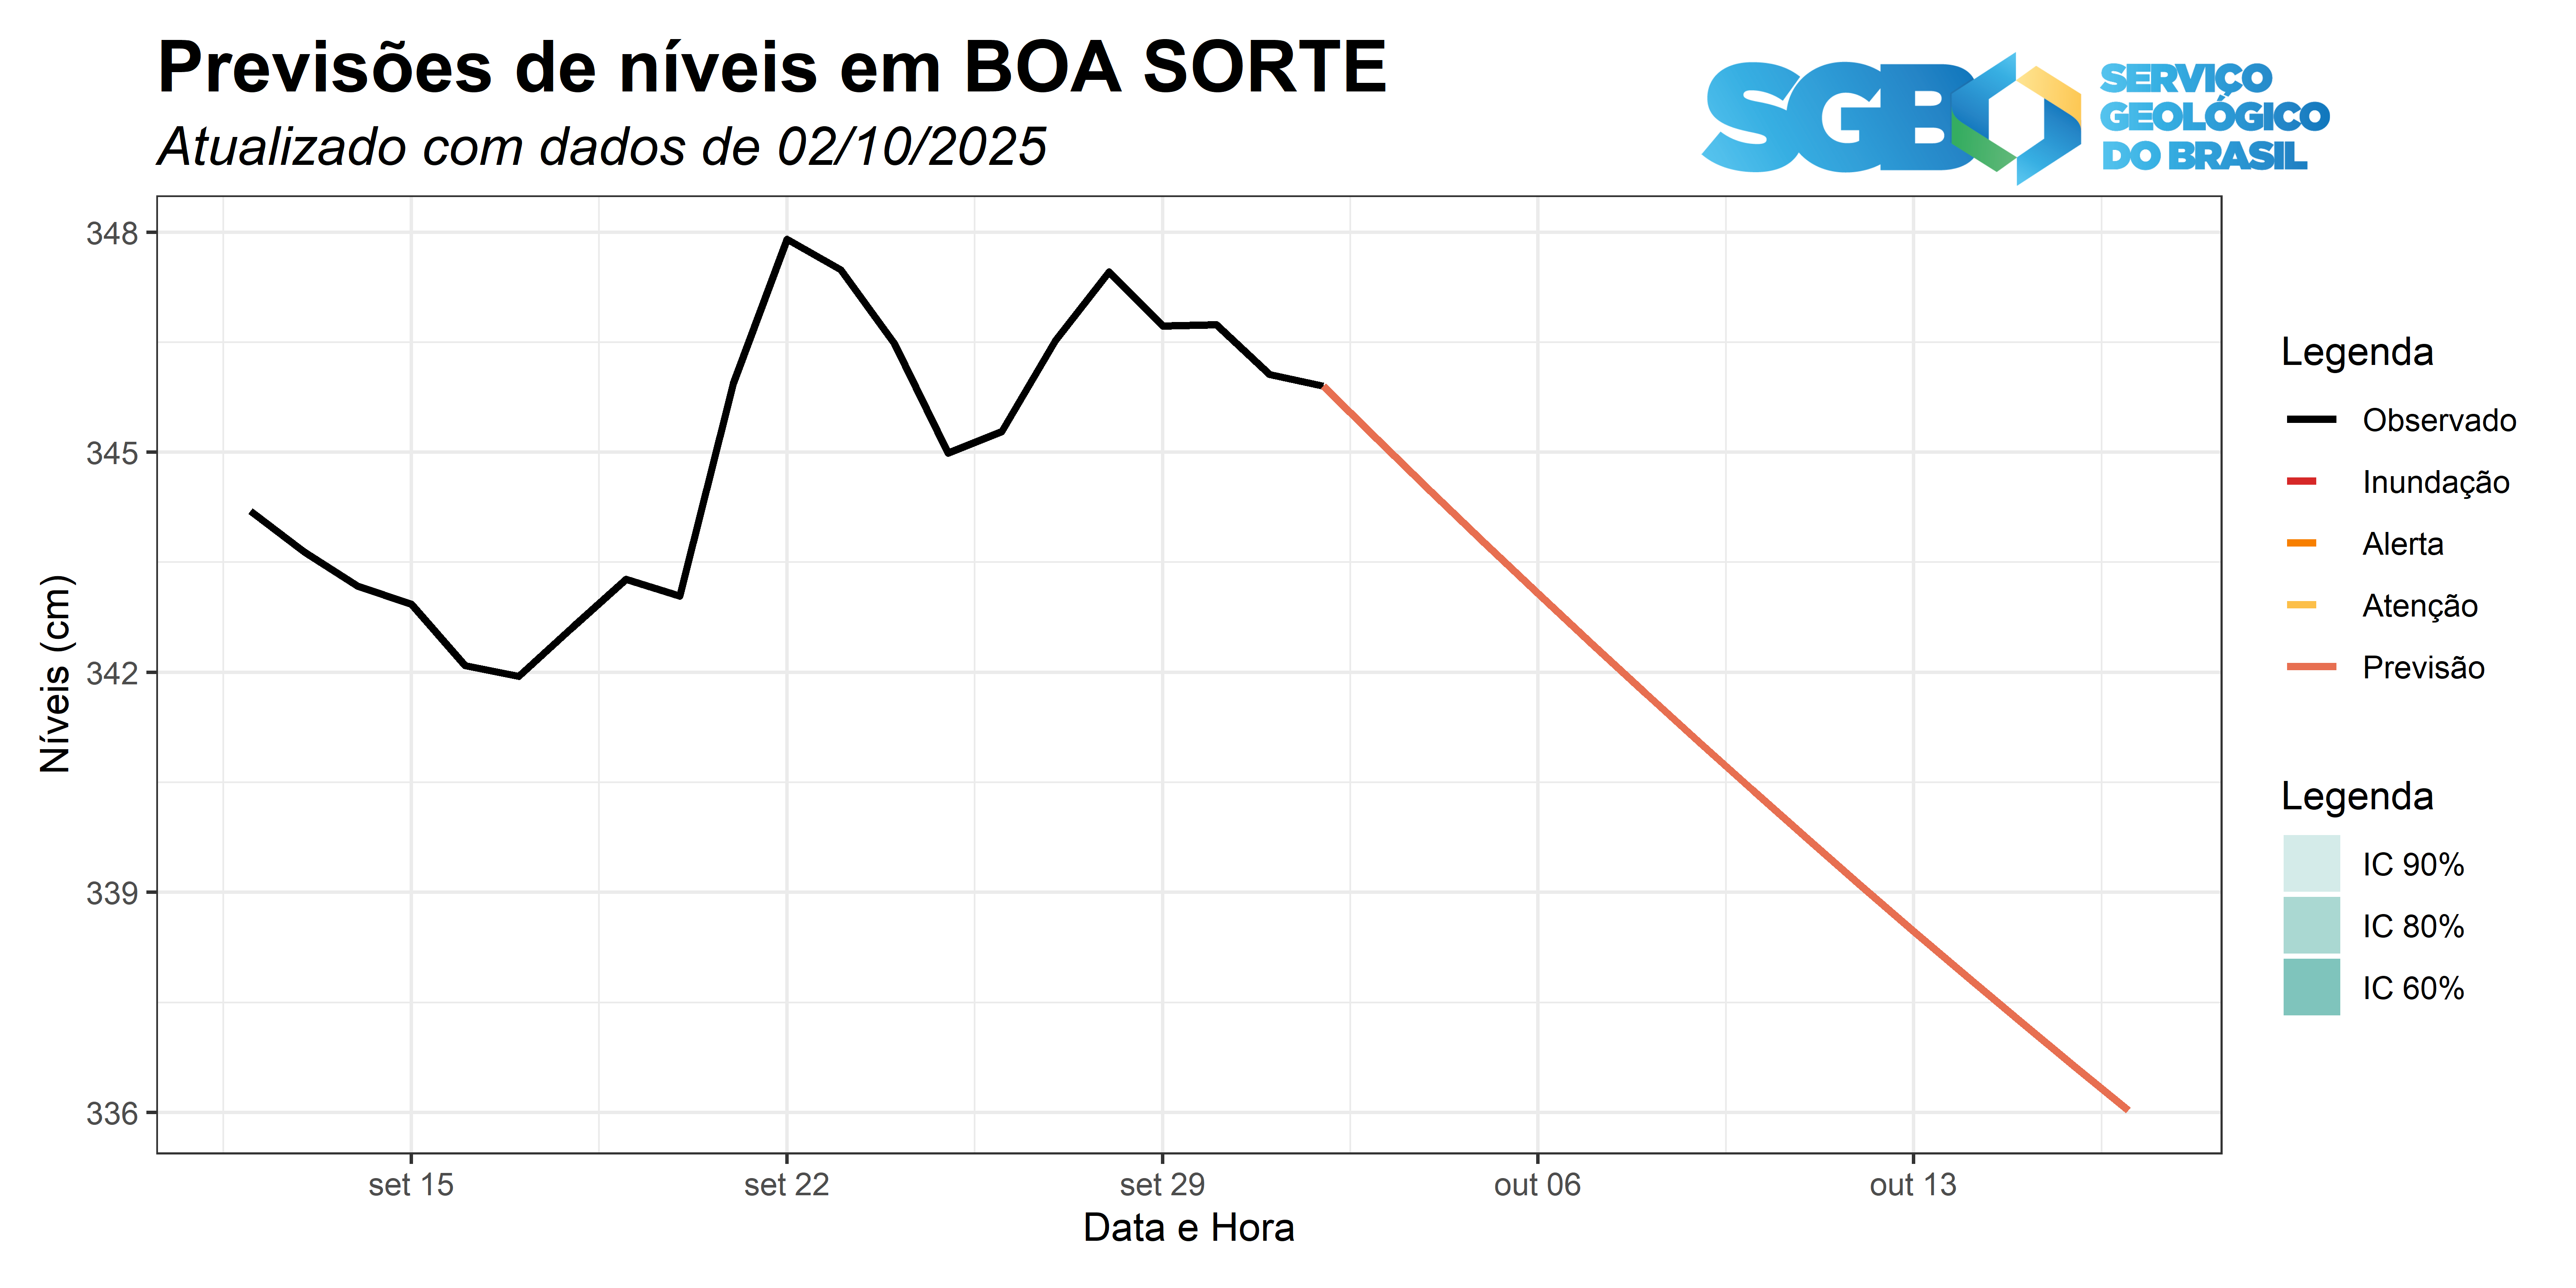 Previsões de níveis em BOA SORTE
Atualizado com dados de 02/10/2025
SGB
SERVIÇO
GEOLÓGICO
DO BRASIL
348
345
342
339
336
Níveis (cm)
set 15
set 22
set 29
out 06
out 13
Data e Hora
Legenda
Observado
Inundação
Alerta
Atenção
Previsão
Legenda
IC 90%
IC 80%
IC 60%